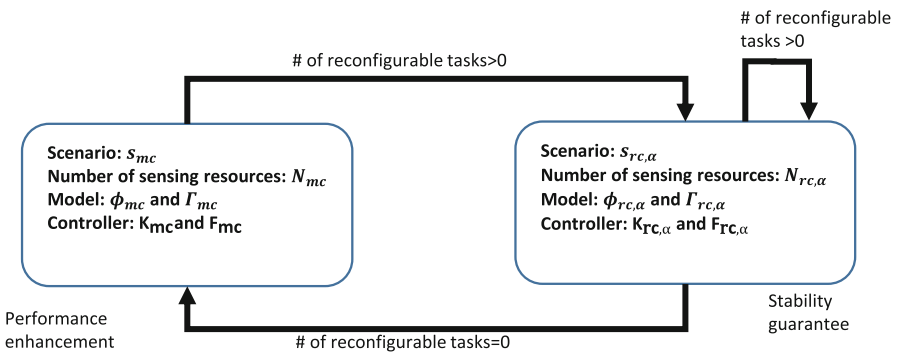 # of reconfigurable tasks>0
# of reconfigurable
tasks >0
Scenario: s_mc
Number of sensing resources: N_mc
Model: ϕ_mc and Γ_mc
Controller: K_mc and F_mc
Scenario: s_rc,α
Number of sensing resources: N_rc,α
Model: ϕ_rc,α and Γ_rc,α
Controller: K_rc,α and F_rc,α
Performance
enhancement
# of reconfigurable tasks=0
Stability
guarantee